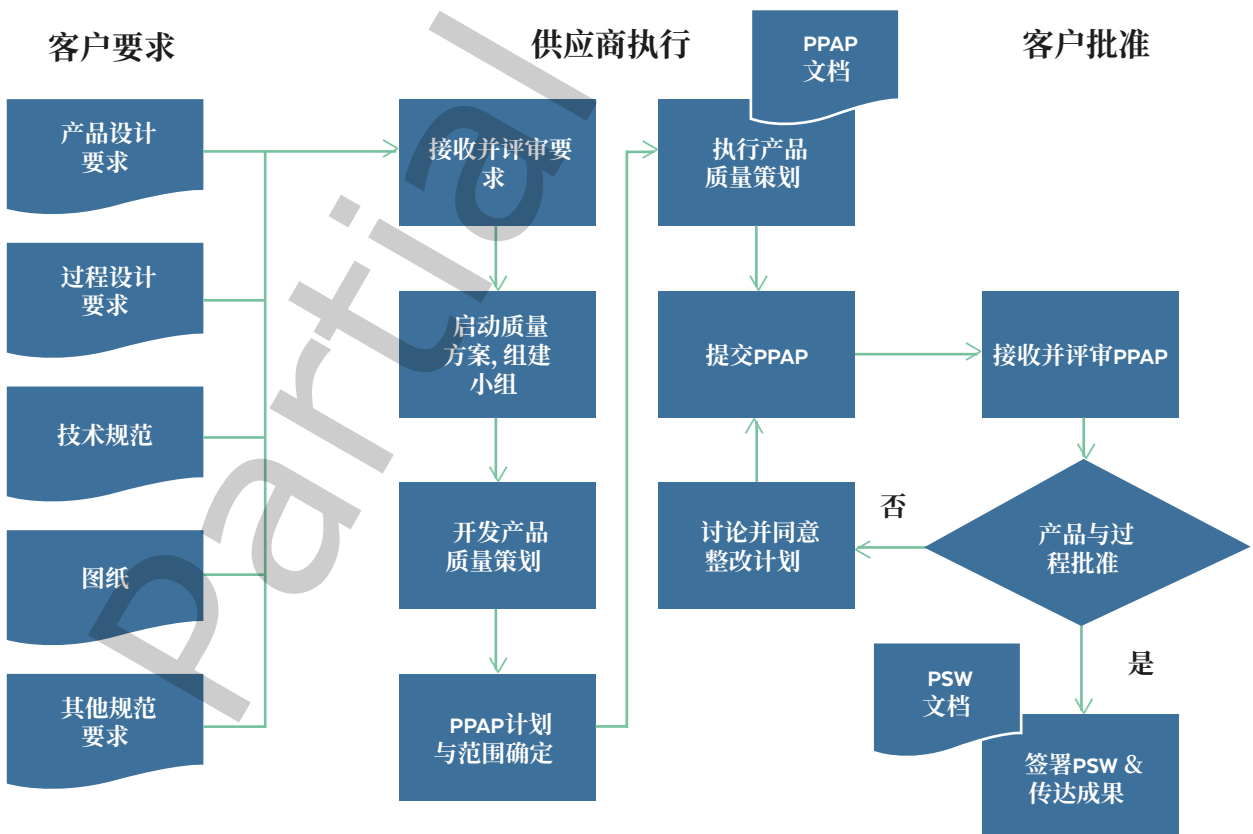 客户要求
供应商执行
客户批准
产品设计
要求
过程设计
要求
技术规范
图纸
其他规范
要求
接收并评审要
求
启动质量
方案, 组建
小组
开发产品
质量策划
PPAP计划
与范围确定
PPAP
文档
执行产品
质量策划
提交PPAP
讨论并同意
整改计划
接收并评审PPAP
产品与过
程批准
否
是
PSW
文档
签署PSW &
传达成果
Partial